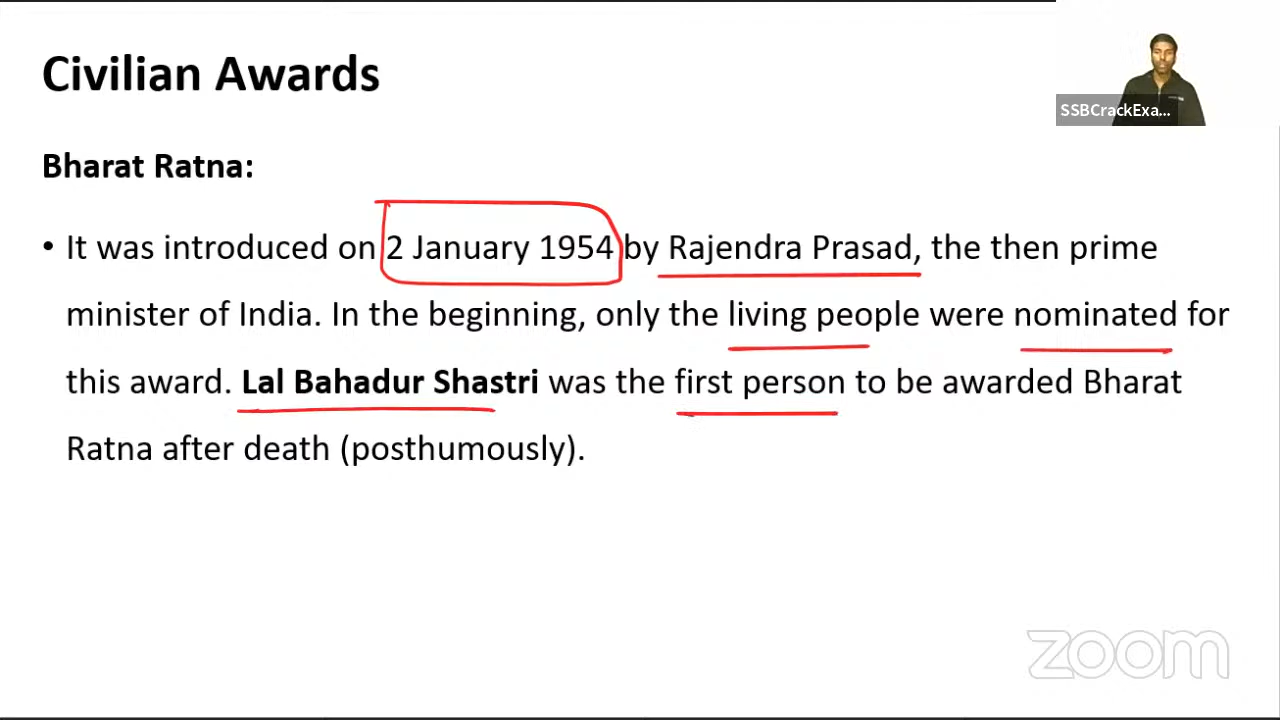 Civilian Awards
SSBCrackExa...
Bharat Ratna:
• It was introduced on 2 January 1954 by Rajendra Prasad, the then prime
minister of India. In the beginning, only the living people were nominated for
this award. Lal Bahadur Shastri was the first person to be awarded Bharat
Ratna after death (posthumously).
zoom